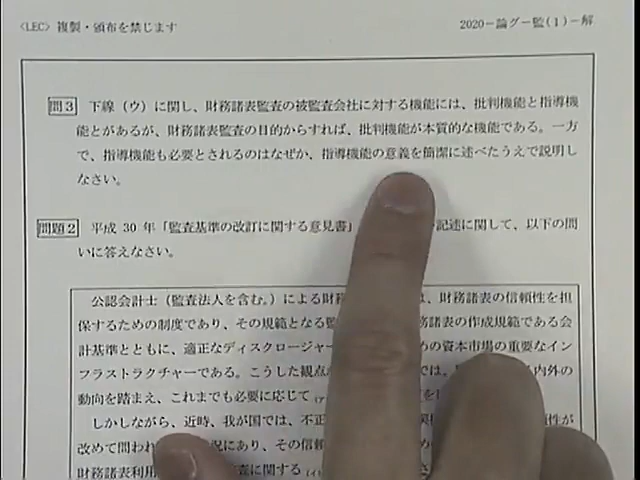 〈LEC〉複製・頒布を禁じます
2020－論グ－監(1)－解
問3 下線(ウ)に関し、財務諸表監査の被監査会社に対する機能には、批判機能と指導機
能とがあるが、財務諸表監査の目的からすれば、批判機能が本質的な機能である。一方
で、指導機能も必要とされるのはなぜか、指導機能の意義を簡潔に述べたうえで説明し
なさい。
問題2 平成 30 年「監査基準の改訂に関する意見書」 記述に関して、以下の問
いに答えなさい。
公認会計士(監査法人を含む。)による財務 は、財務諸表の信頼性を担
保するための制度であり、その規範となる監 諸表の作成規範である会
計基準とともに、適正なディスクロージャー めの資本市場の重要なイン
フラストラクチャーである。こうした観点 では、 内外の
動向を踏まえ、これまでも必要に応じて
しかしながら、近時、我が国では、不正 性が
改めて問われ 況にあり、その信頼
財務諸表利用 監査に関する